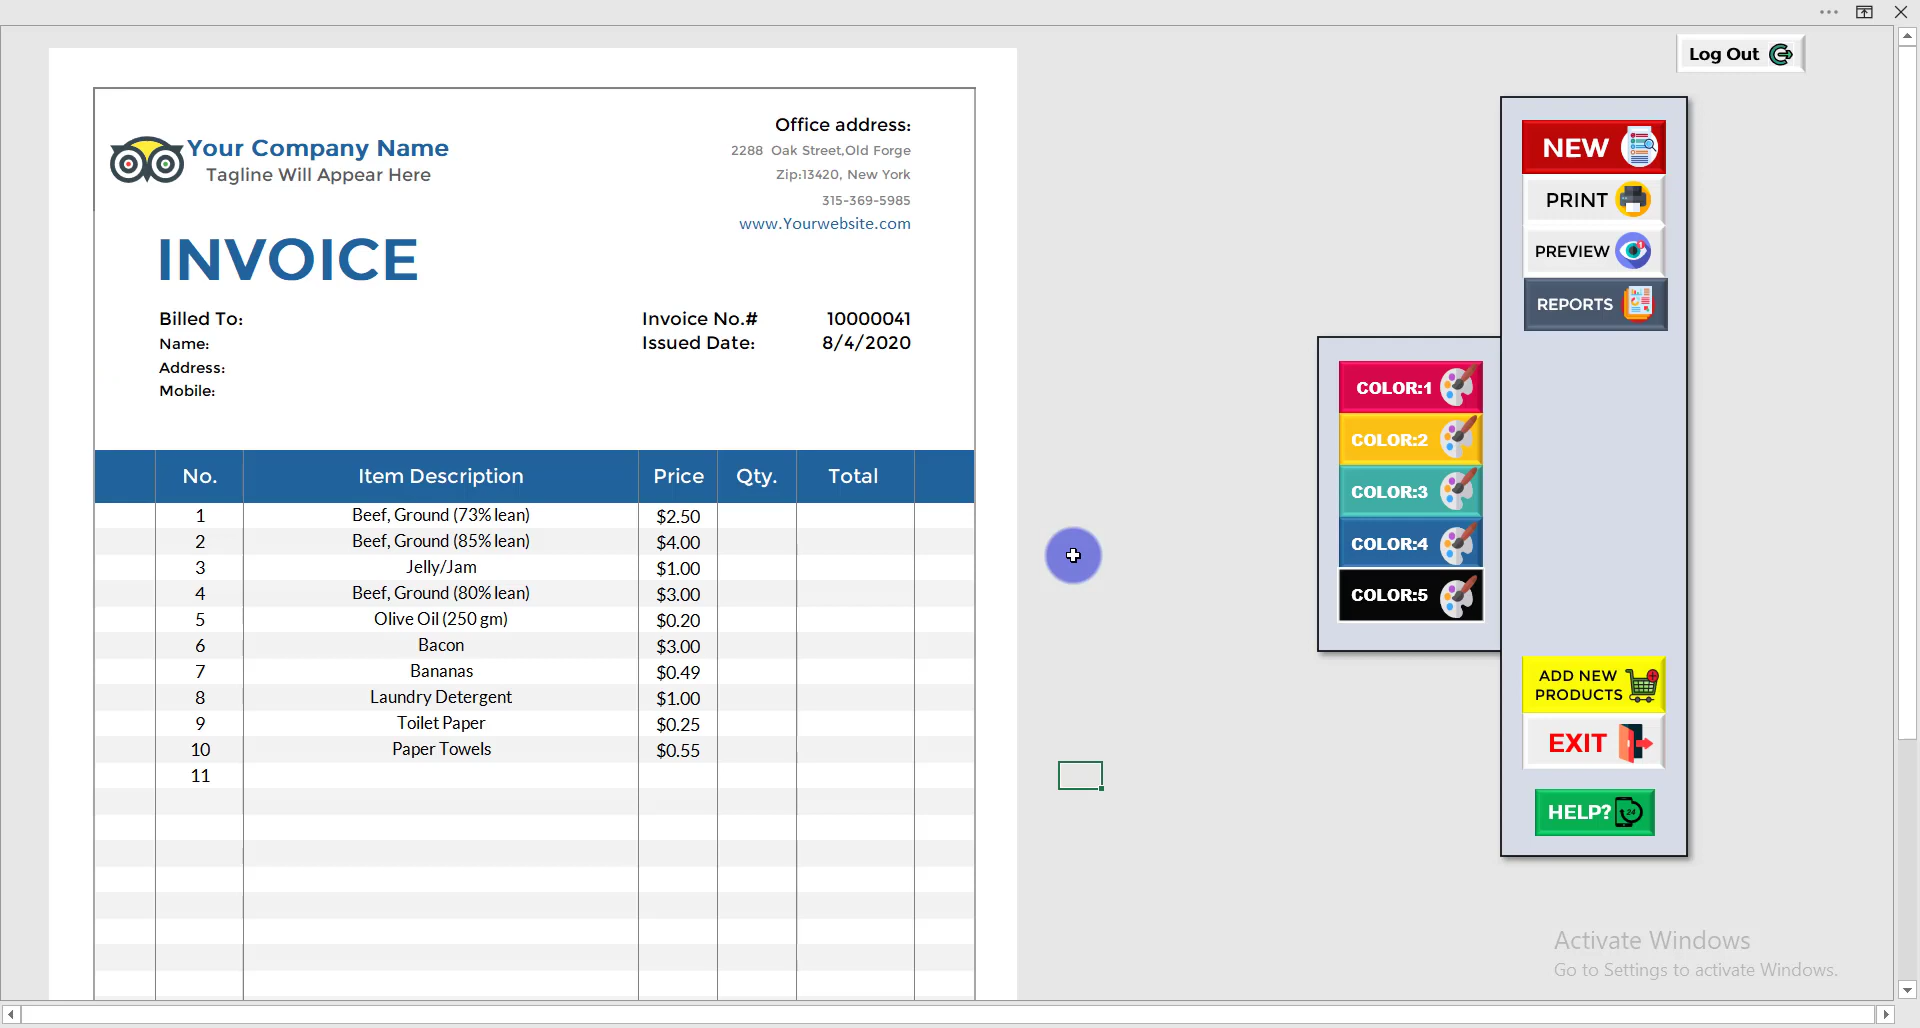 Log Out
Your Company Name
Tagline Will Appear Here
Office address:
2288 Oak Street,Old Forge
Zip:13420, New York
315-369-5985
www.Yourwebsite.com
INVOICE
Billed To:
Name:
Address:
Mobile:
Invoice No.# 10000041
Issued Date: 8/4/2020
No. Item Description Price Qty. Total
1 Beef, Ground (73% lean) $2.50
2 Beef, Ground (85% lean) $4.00
3 Jelly/Jam $1.00
4 Beef, Ground (80% lean) $3.00
5 Olive Oil (250 gm) $0.20
6 Bacon $3.00
7 Bananas $0.49
8 Laundry Detergent $1.00
9 Toilet Paper $0.25
10 Paper Towels $0.55
11
NEW
PRINT
PREVIEW
REPORTS
COLOR:1
COLOR:2
COLOR:3
COLOR:4
COLOR:5
ADD NEW
PRODUCTS
EXIT
HELP? 24
Activate Windows
Go to Settings to activate Windows.